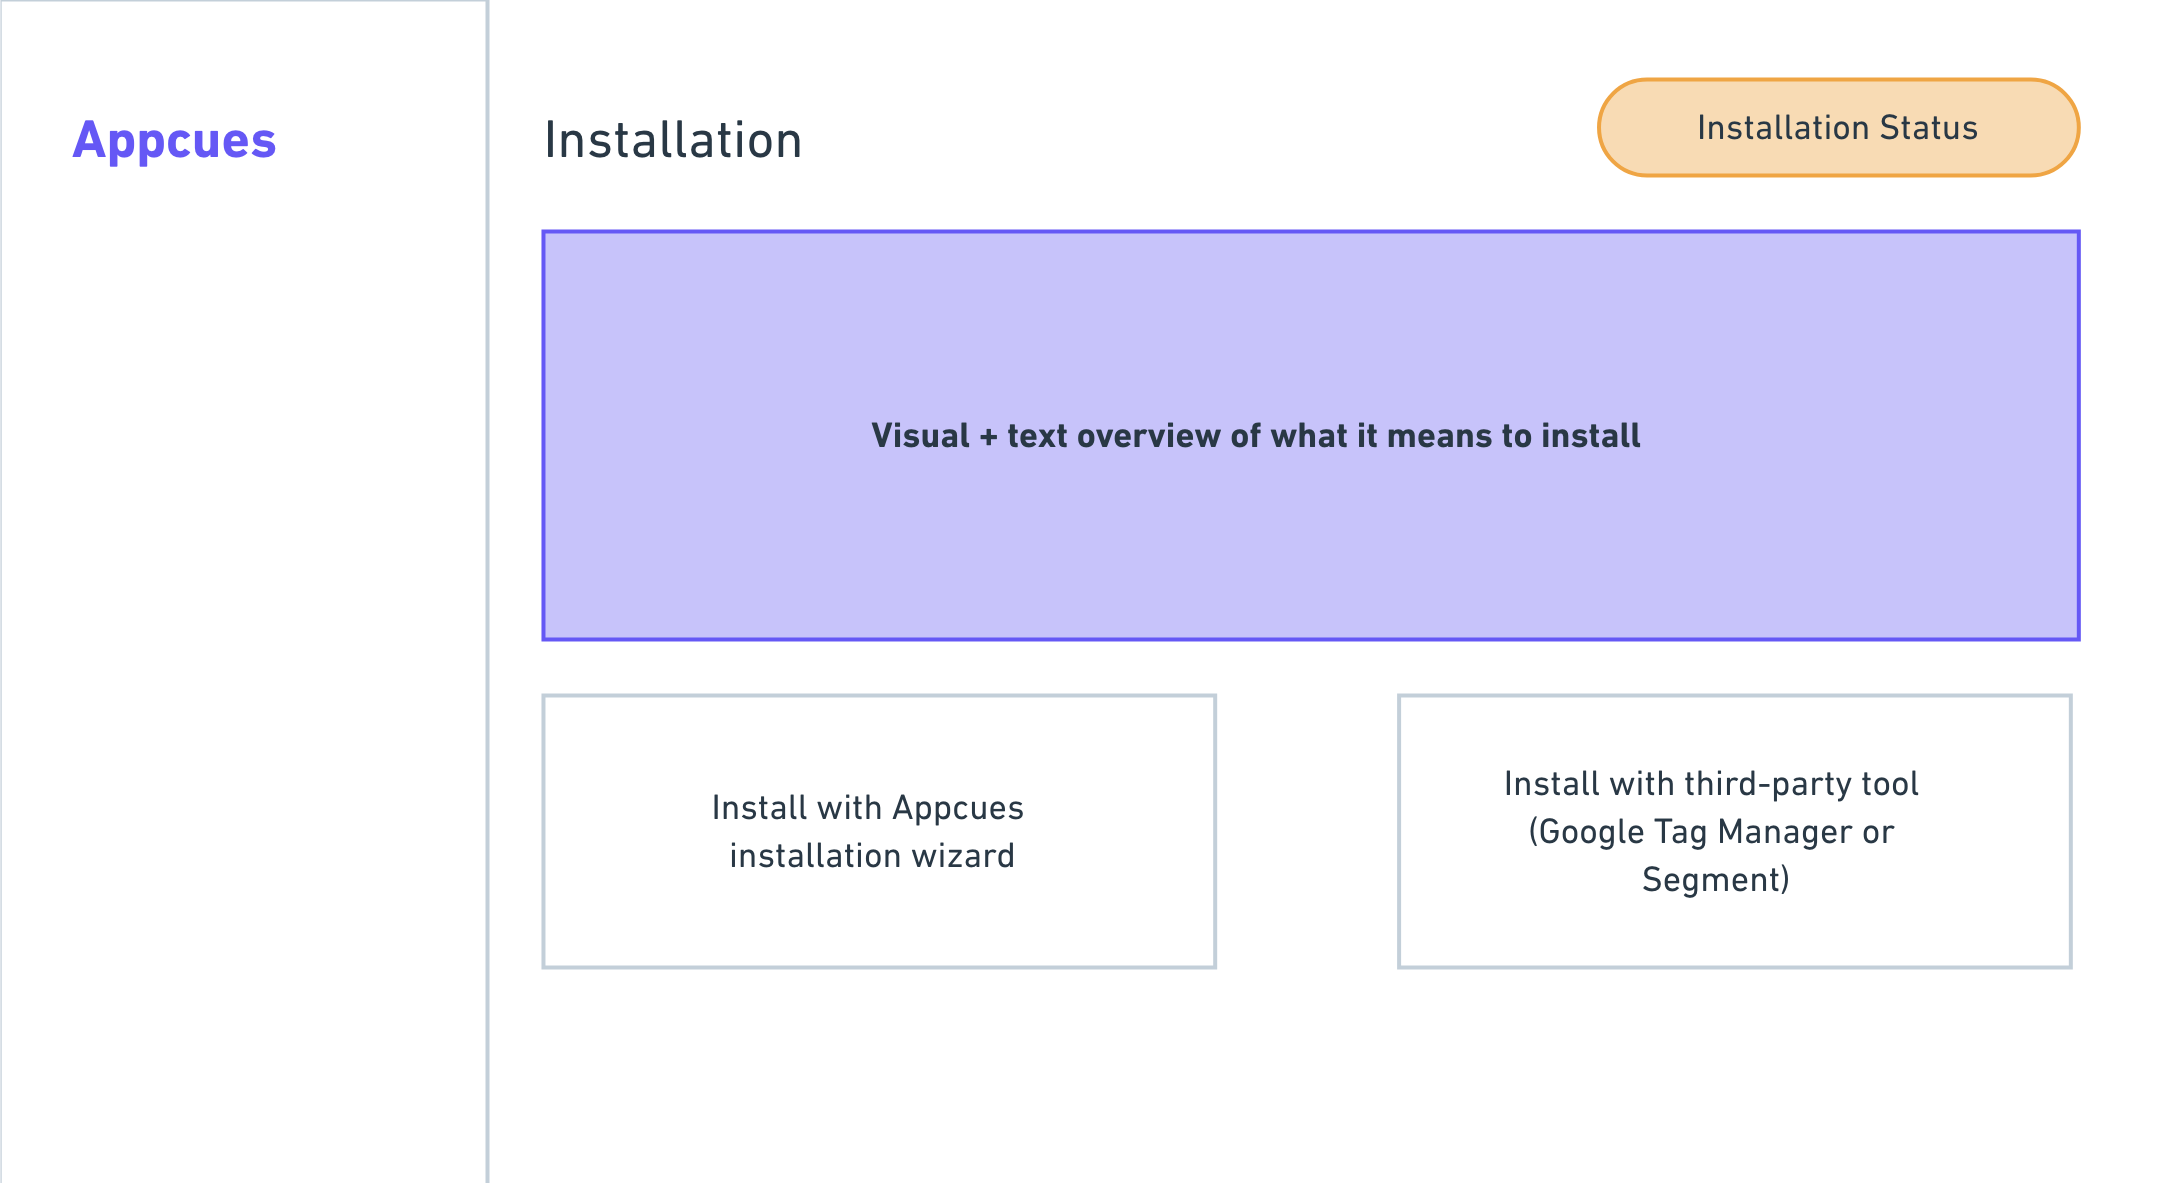 Appcues
Installation
Installation Status
Visual + text overview of what it means to install
Install with Appcues
installation wizard
Install with third-party tool
(Google Tag Manager or
Segment)